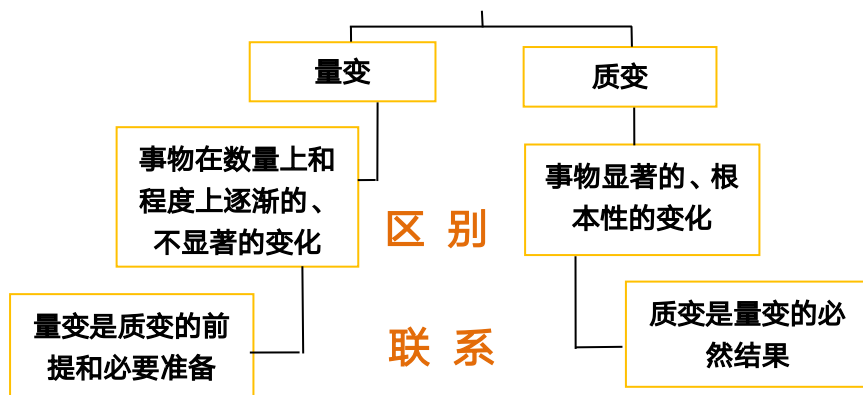 量变
质变
事物在数量上和
程度上逐渐的、
不显著的变化
事物显著的、根
本性的变化
区 别
量变是质变的前
提和必要准备
质变是量变的必
然结果
联 系